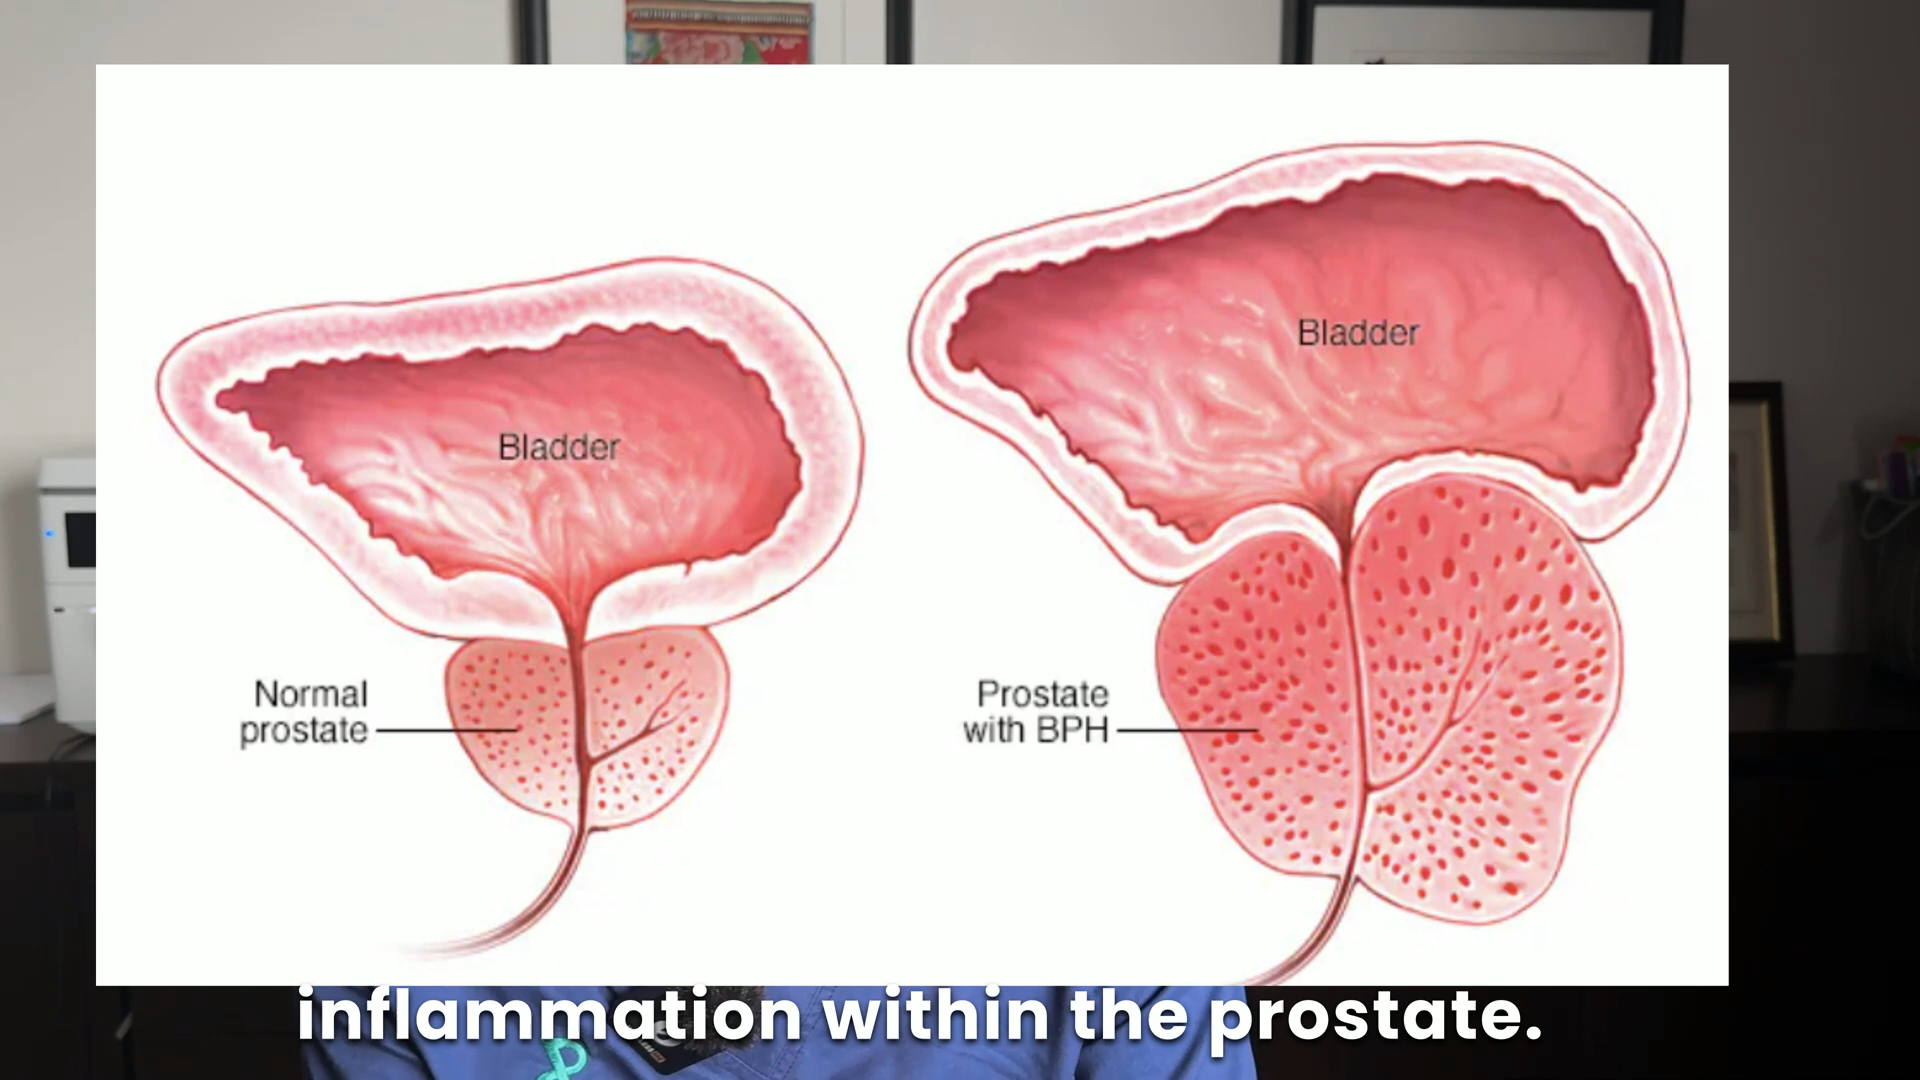 Bladder
Bladder
Normal
prostate
Prostate
with BPH
inflammation within the prostate.